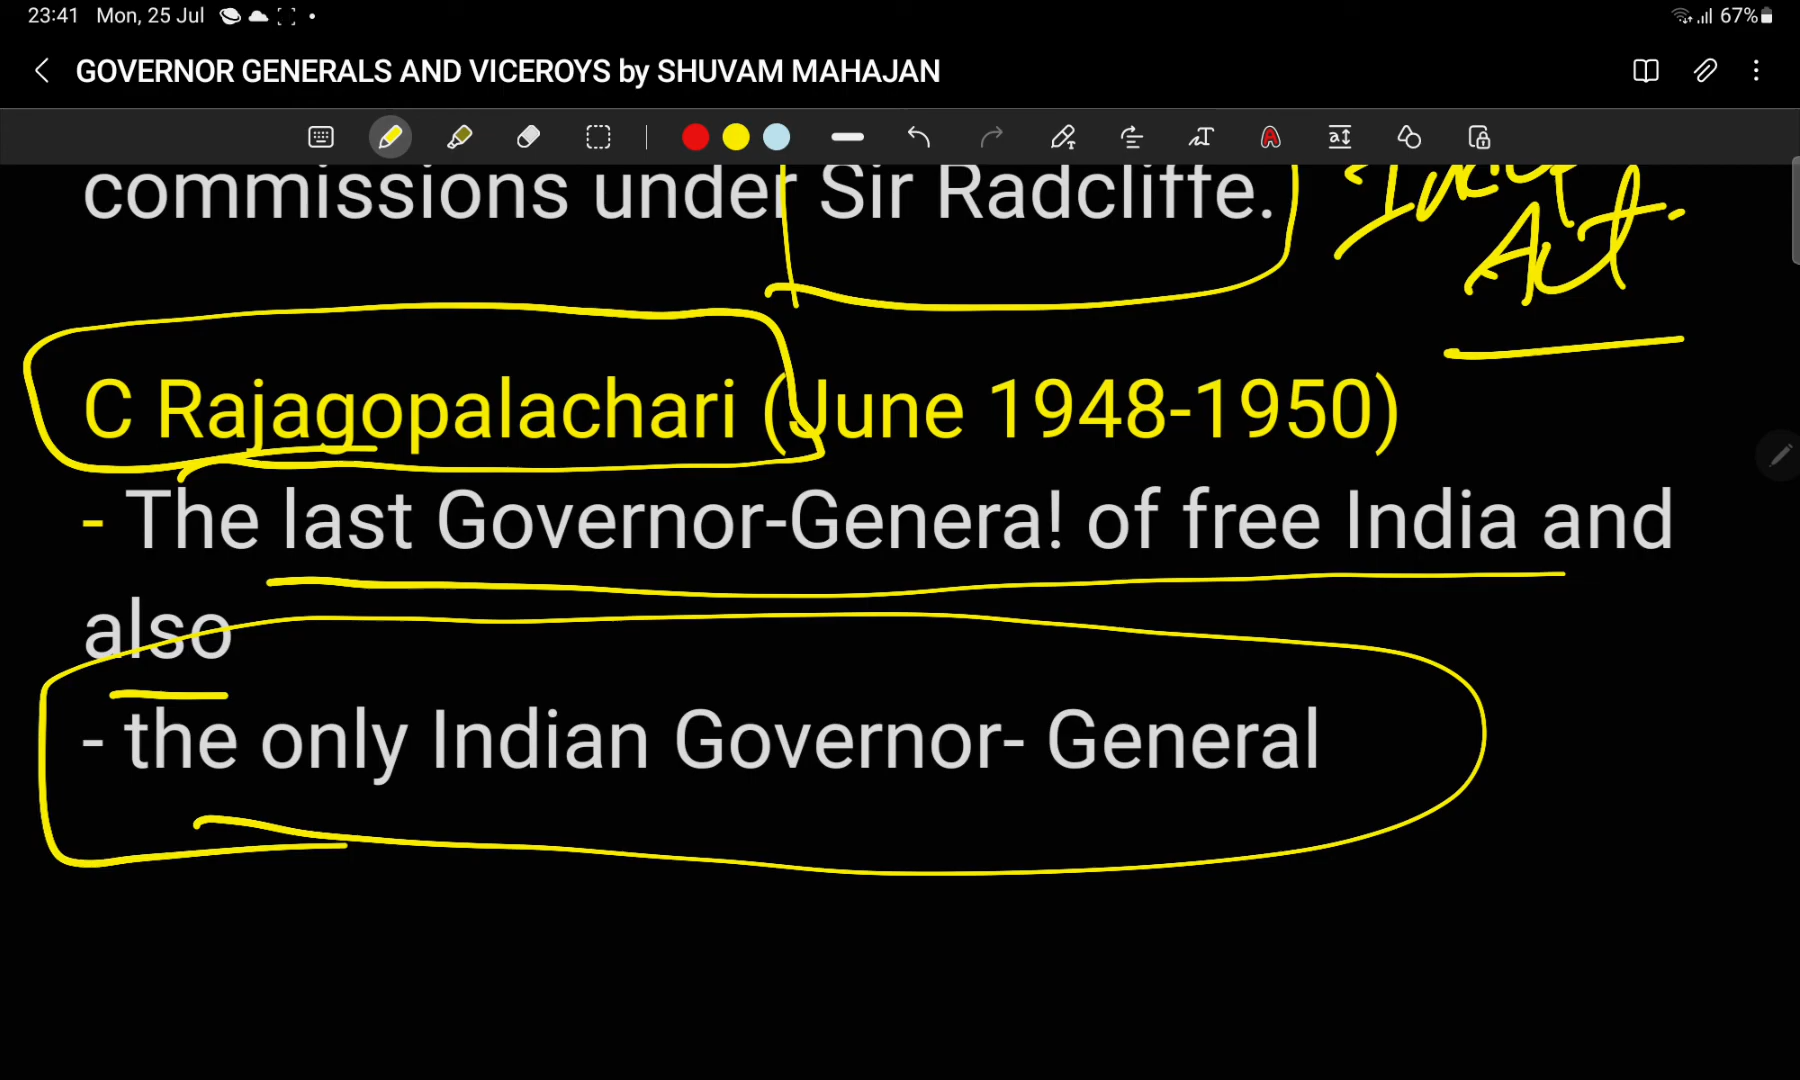 23:41 Mon, 25 Jul 67%
GOVERNOR GENERALS AND VICEROYS by SHUVAM MAHAJAN
commissions under Sir Radcliffe.
Act.
C Rajagopalachari (June 1948-1950)
- The last Governor-Genera! of free India and
also
- the only Indian Governor- General